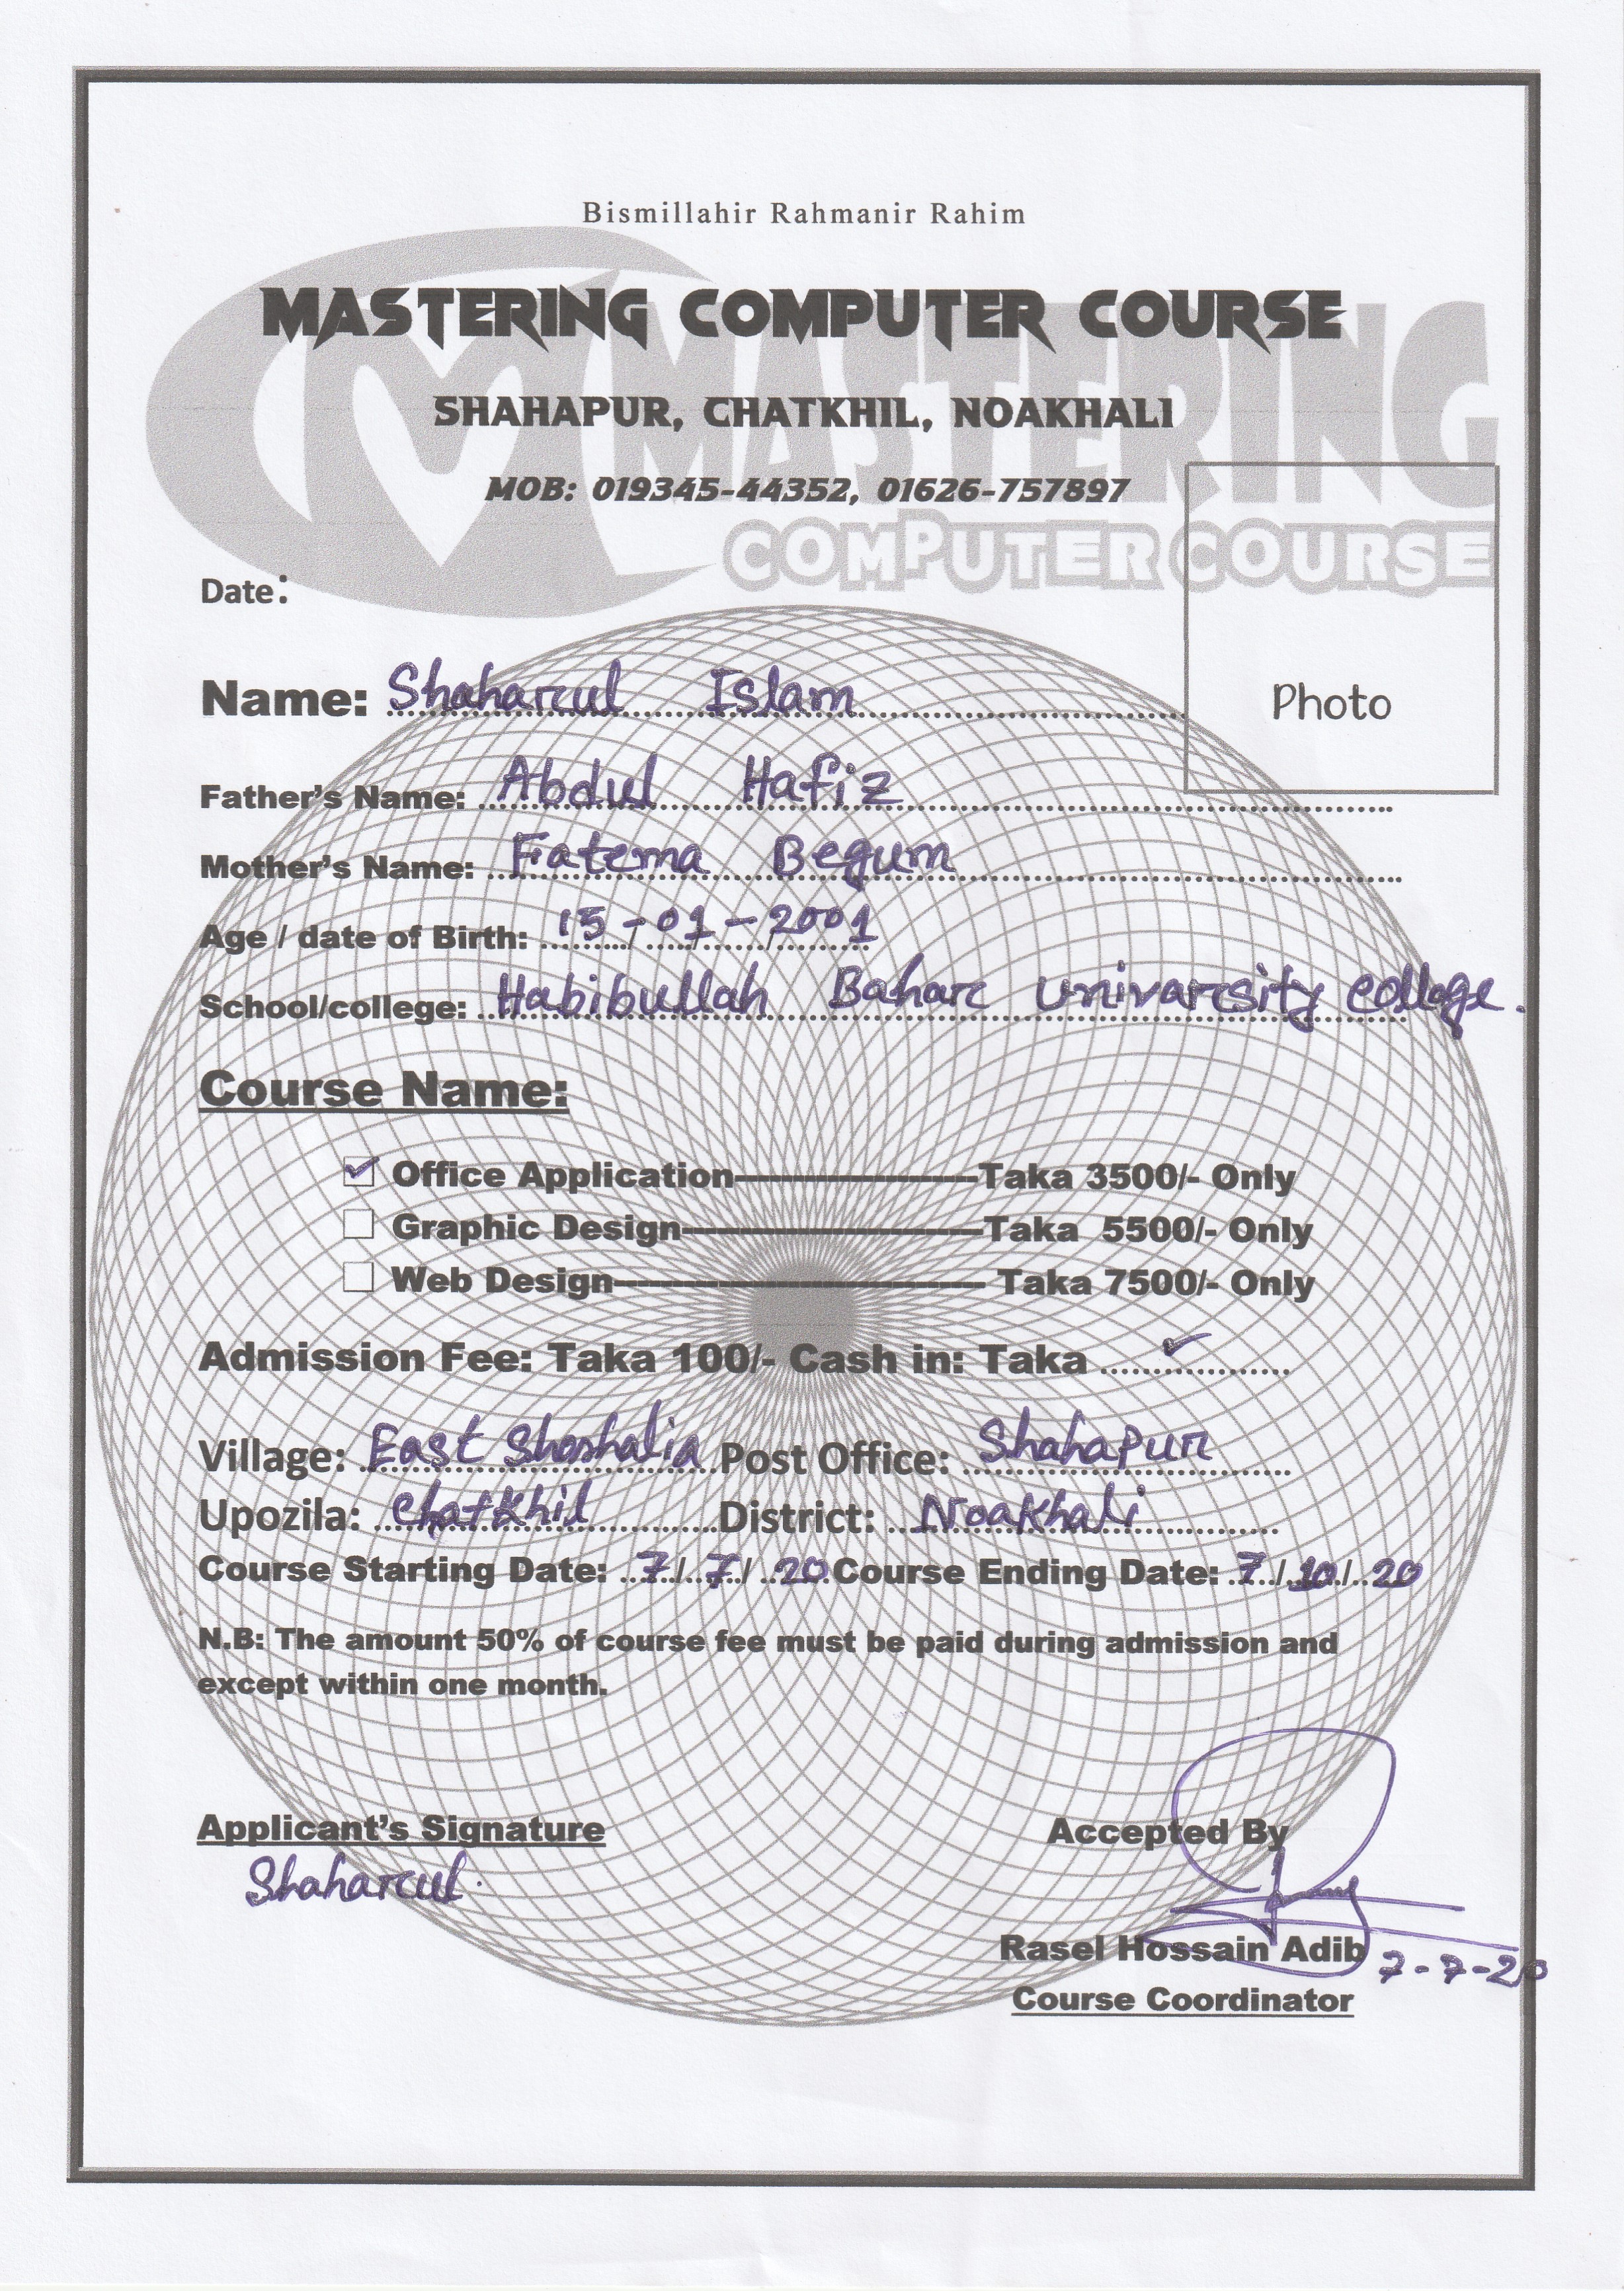 Bismillahir Rahmanir Rahim
MASTERING COMPUTER COURSE
SHAHAPUR, CHATKHIL, NOAKHALI
MOB: 019345-44352, 01626-757897
MASTERING
COMPUTER COURSE
Date:
Photo
Name: Shaharul Islam
Father's Name: Abdul Hafiz
Mother's Name: Fatema Begum
Age / date of Birth: 15-01-2001
School/college: Habibullah Bahar univarsity college.
Course Name:
✓ Office Application Taka 3500/- Only
☐ Graphic Design Taka 5500/- Only
☐ Web Design Taka 7500/- Only
Admission Fee: Taka 100/- Cash in: Taka ✓
Village: East Shoshalia Post Office: Shahapur
Upozila: Chatkhil District: Noakhali
Course Starting Date: 7/7/20 Course Ending Date: 7/10/20
N.B: The amount 50% of course fee must be paid during admission and
except within one month.
Applicant's Signature Accepted By
Shaharul.
Rasel Hossain Adib 7-7-20
Course Coordinator